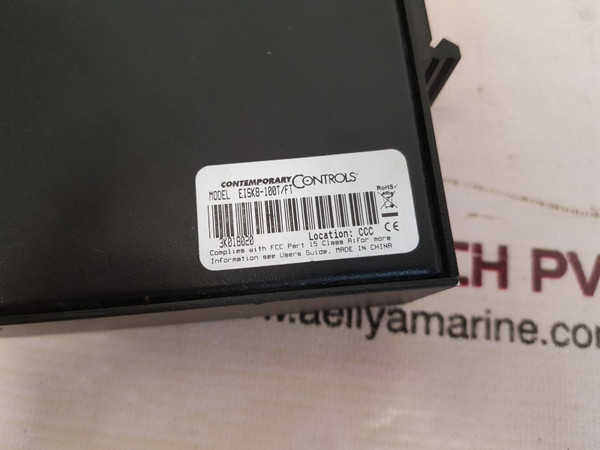 CONTEMPORARY CONTROLS
MODEL EISK8-100T/FT
RoHS
3K018020
Location: CCC
CE
Complies with FCC Part 15 Class A;for more
Information see Users Guide. MADE IN CHINA
CH PV
www.aeliyamarine.com